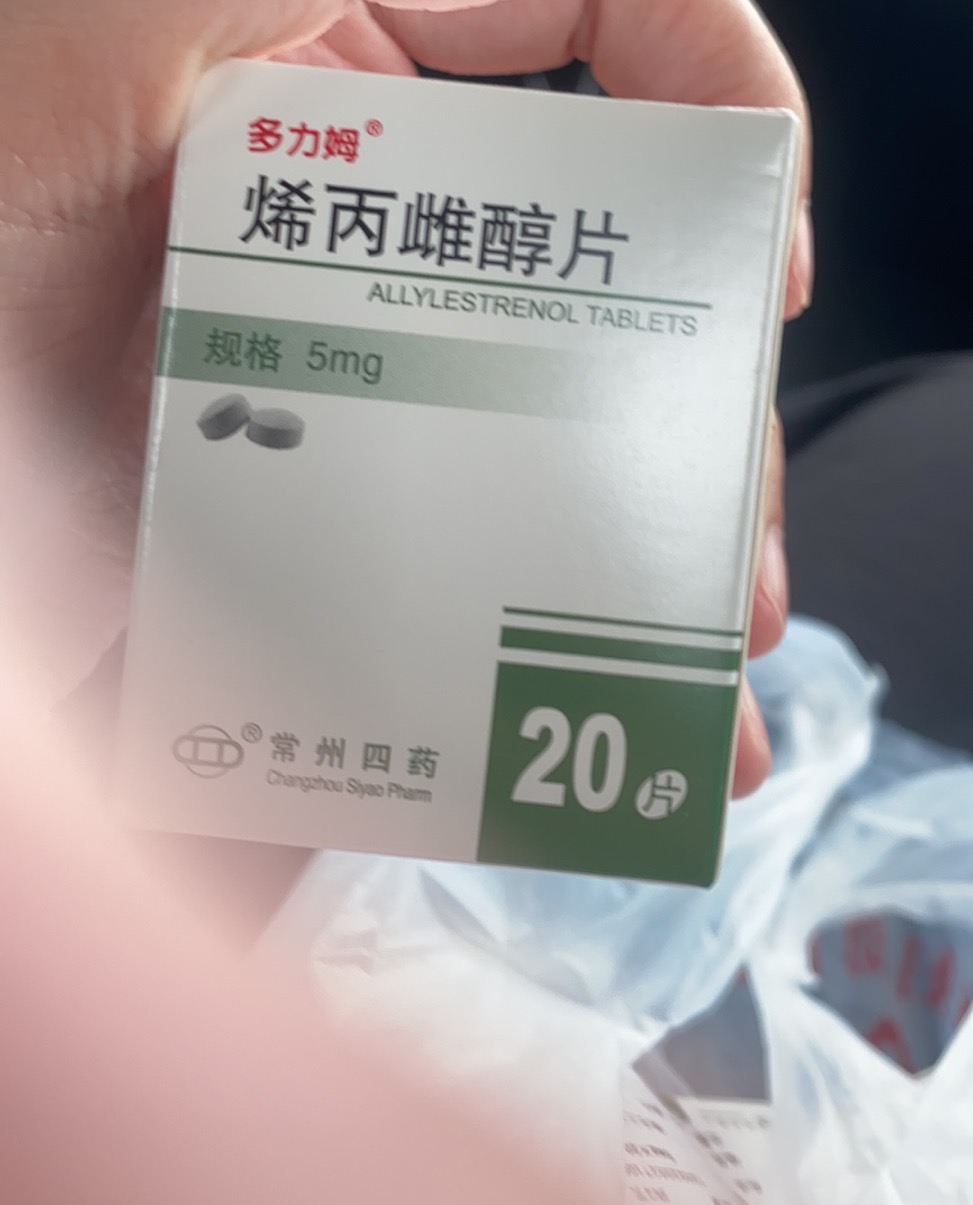 多力姆®
烯丙雌醇片
ALLYLESTRENOL TABLETS
规格 5mg
® 常州四药
Changzhou Siyao Pharm
20片